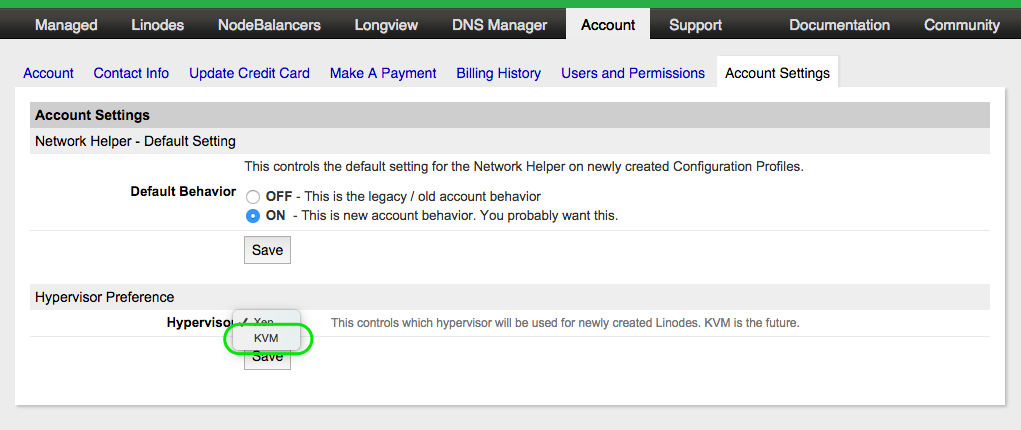 Managed Linodes NodeBalancers Longview DNS Manager Account Support Documentation Community
Account Contact Info Update Credit Card Make A Payment Billing History Users and Permissions Account Settings
Account Settings
Network Helper - Default Setting
This controls the default setting for the Network Helper on newly created Configuration Profiles.
Default Behavior
OFF - This is the legacy / old account behavior
ON - This is new account behavior. You probably want this.
Save
Hypervisor Preference
Hypervisor ✓ Xen This controls which hypervisor will be used for newly created Linodes. KVM is the future.
KVM
Save